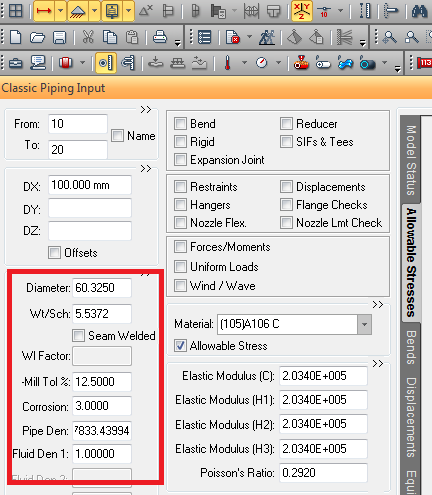 10
113
Classic Piping Input
>>
From: 10
Name
To: 20
>>
DX: 100.000 mm
DY:
DZ:
Offsets
>>
Diameter: 60.3250
Wt/Sch: 5.5372
Seam Welded
Wl Factor:
-Mill Tol %: 12.5000
Corrosion: 3.0000
Pipe Den: 7833.43994
Fluid Den 1: 1.00000
Fluid Den 2:
Bend
Reducer
Rigid
SIFs & Tees
Expansion Joint
Restraints
Displacements
Hangers
Flange Checks
Nozzle Flex.
Nozzle Lmt Check
Forces/Moments
Uniform Loads
Wind / Wave
>>
Material: (105)A106 C
Allowable Stress
>>
Elastic Modulus (C): 2.0340E+005
Elastic Modulus (H1): 2.0340E+005
Elastic Modulus (H2): 2.0340E+005
Elastic Modulus (H3): 2.0340E+005
Poisson's Ratio: 0.2920
Model Status
Allowable Stresses
Bends
Displacements
Equi